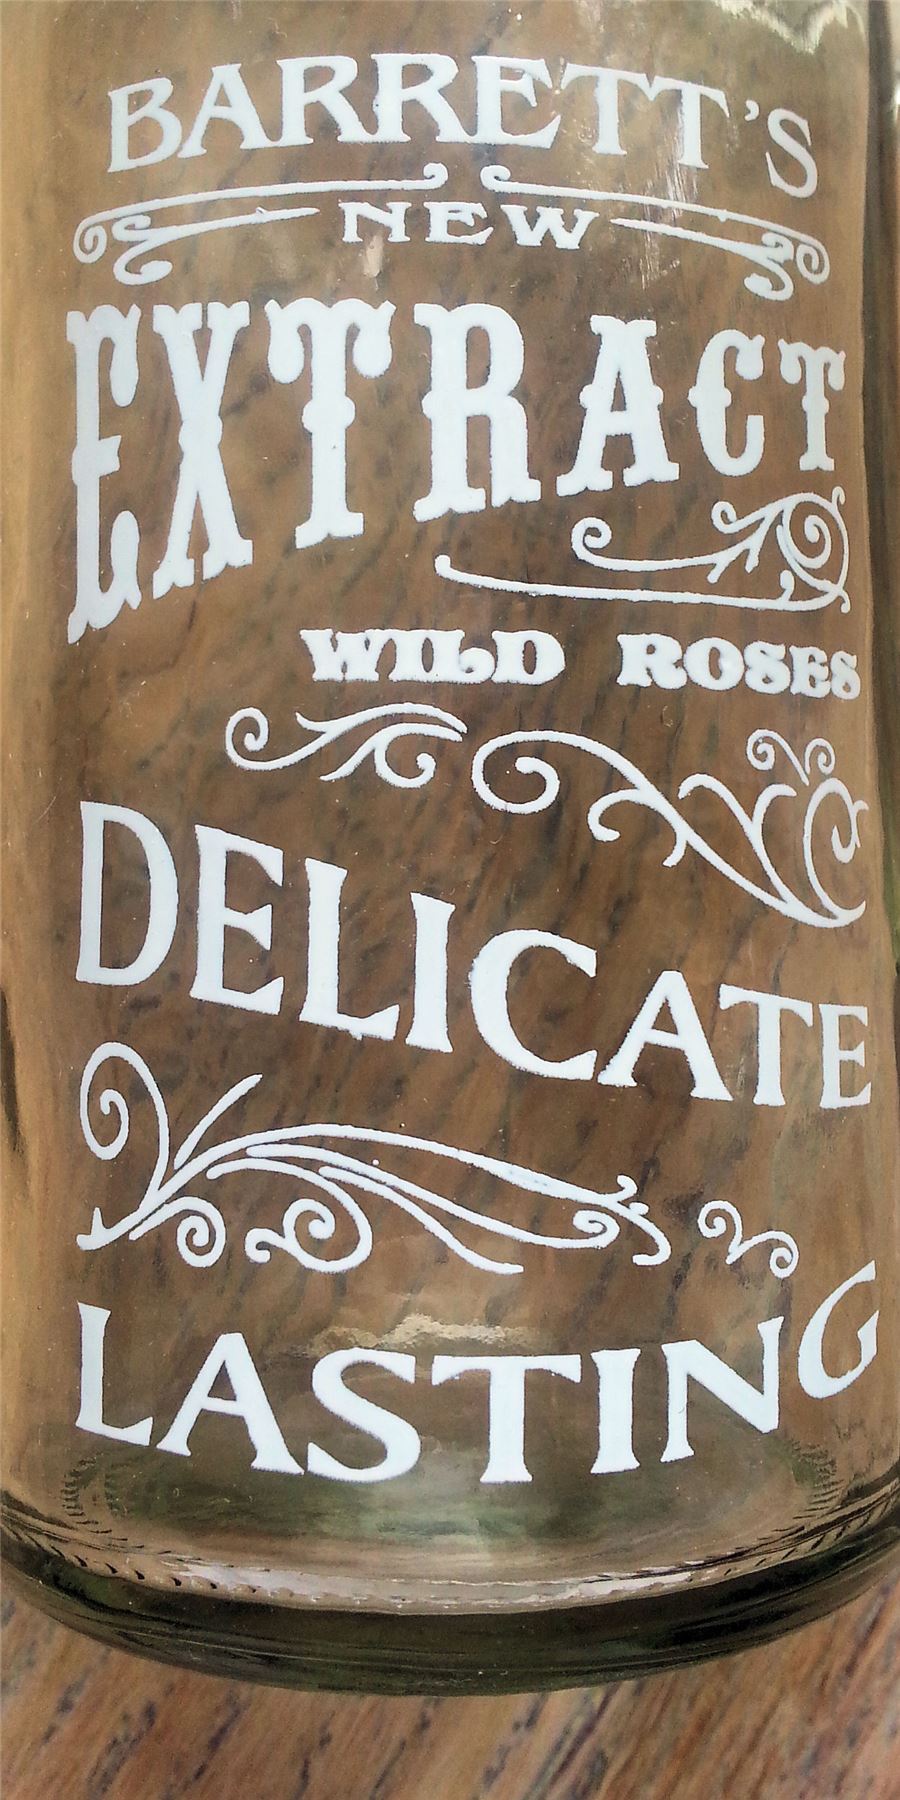 BARRETT'S
NEW
EXTRACT
WILD ROSES
DELICATE
LASTING